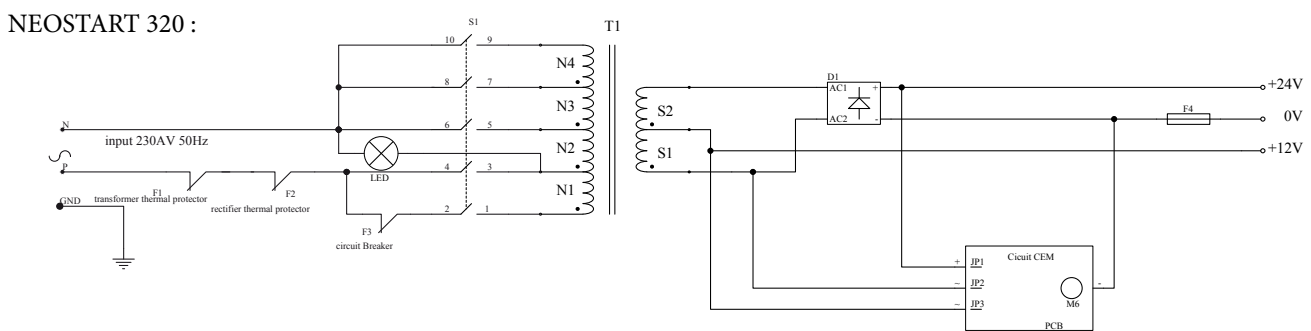 NEOSTART 320 :
S1
T1
10 9
N4
8 7
N3
D1
AC1 +
AC2 -
+24V
S2
F4
0V
N
input 230AV 50Hz
6 5
N2
S1
+12V
P
LED
4 3
F1
transformer thermal protector
F2
rectifier thermal protector
N1
GND
2 1
F3
circuit Breaker
Cicuit CEM
+ JP1
~ JP2
-
M6
~ JP3
PCB